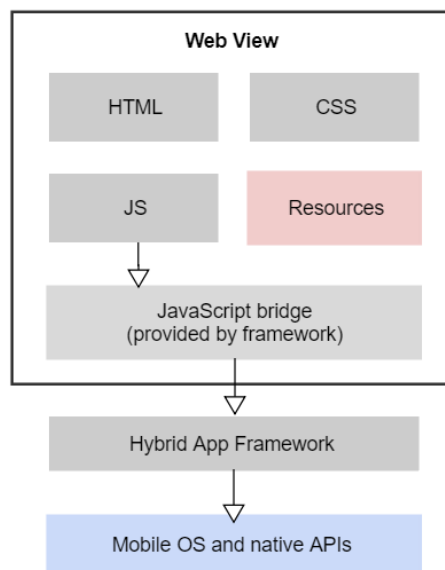 Web View
HTML
CSS
JS
Resources
JavaScript bridge
(provided by framework)
Hybrid App Framework
Mobile OS and native APIs